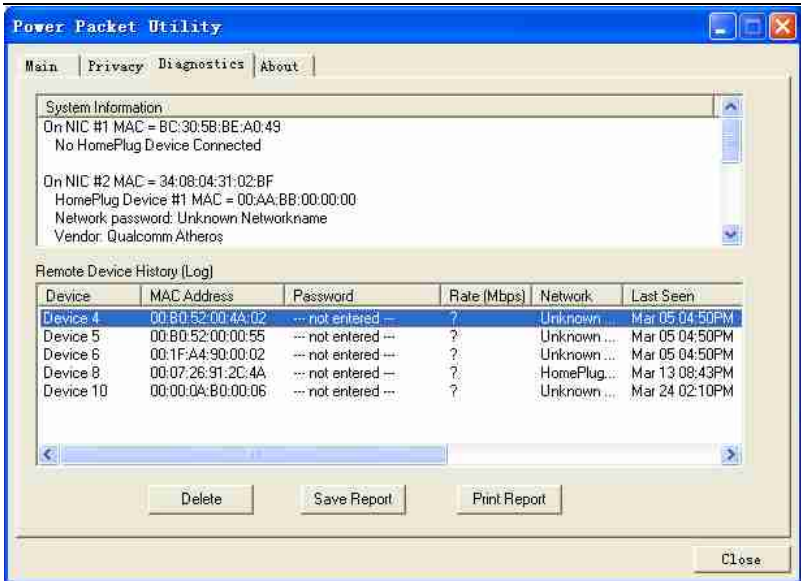 Power Packet Utility
Main Privacy Diagnostics About
System Information
On NIC #1 MAC = BC:30:5B:BE:A0:49
No HomePlug Device Connected
On NIC #2 MAC = 34:08:04:31:02:BF
HomePlug Device #1 MAC = 00:AA:BB:00:00:00
Network password: Unknown Networkname
Vendor: Qualcomm Atheros
Remote Device History (Log)
Device MAC Address Password Rate (Mbps) Network Last Seen
Device 4 00:B0:52:00:4A:02 --- not entered --- ? Unknown ... Mar 05 04:50PM
Device 5 00:B0:52:00:00:55 --- not entered --- ? Unknown ... Mar 05 04:50PM
Device 6 00:1F:A4:90:00:02 --- not entered --- ? Unknown ... Mar 05 04:50PM
Device 8 00:07:26:91:2C:4A --- not entered --- ? HomePlug... Mar 13 08:43PM
Device 10 00:00:0A:B0:00:06 --- not entered --- ? Unknown ... Mar 24 02:10PM
Delete Save Report Print Report
Close